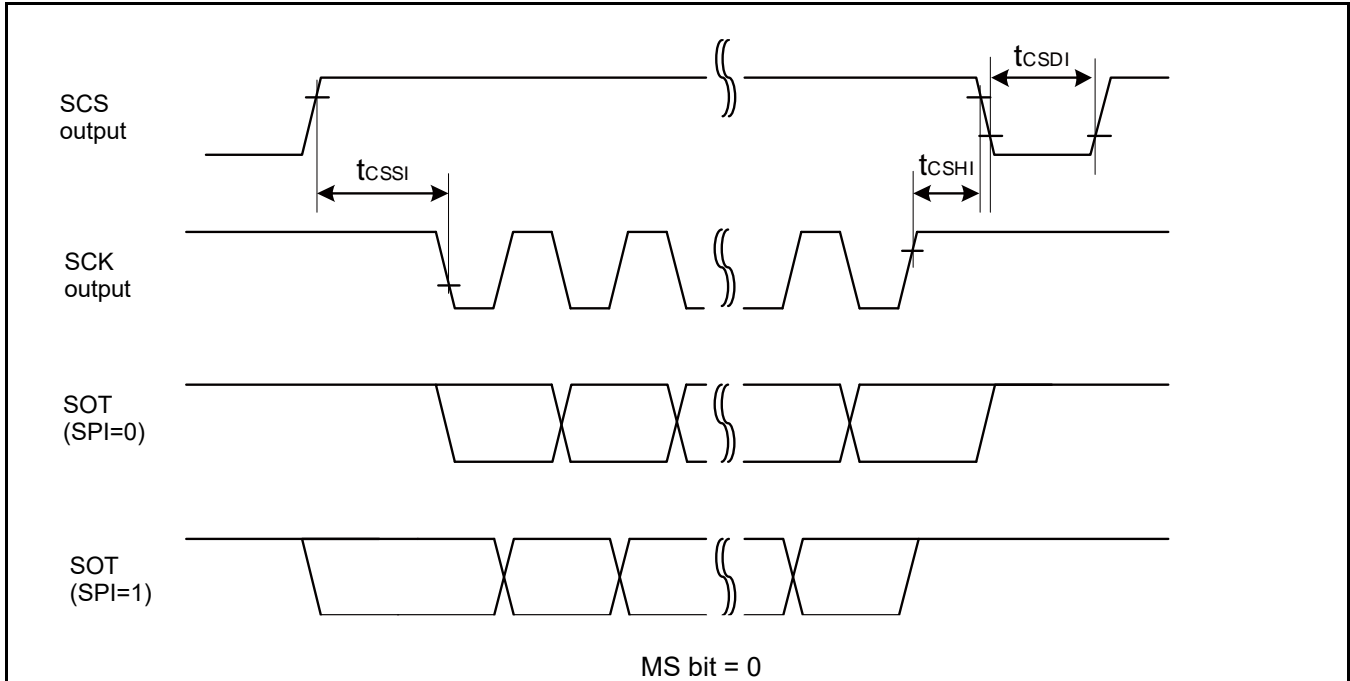 SCS
output
tCSDI
tCSSI
tCSHI
SCK
output
SOT
(SPI=0)
SOT
(SPI=1)
MS bit = 0